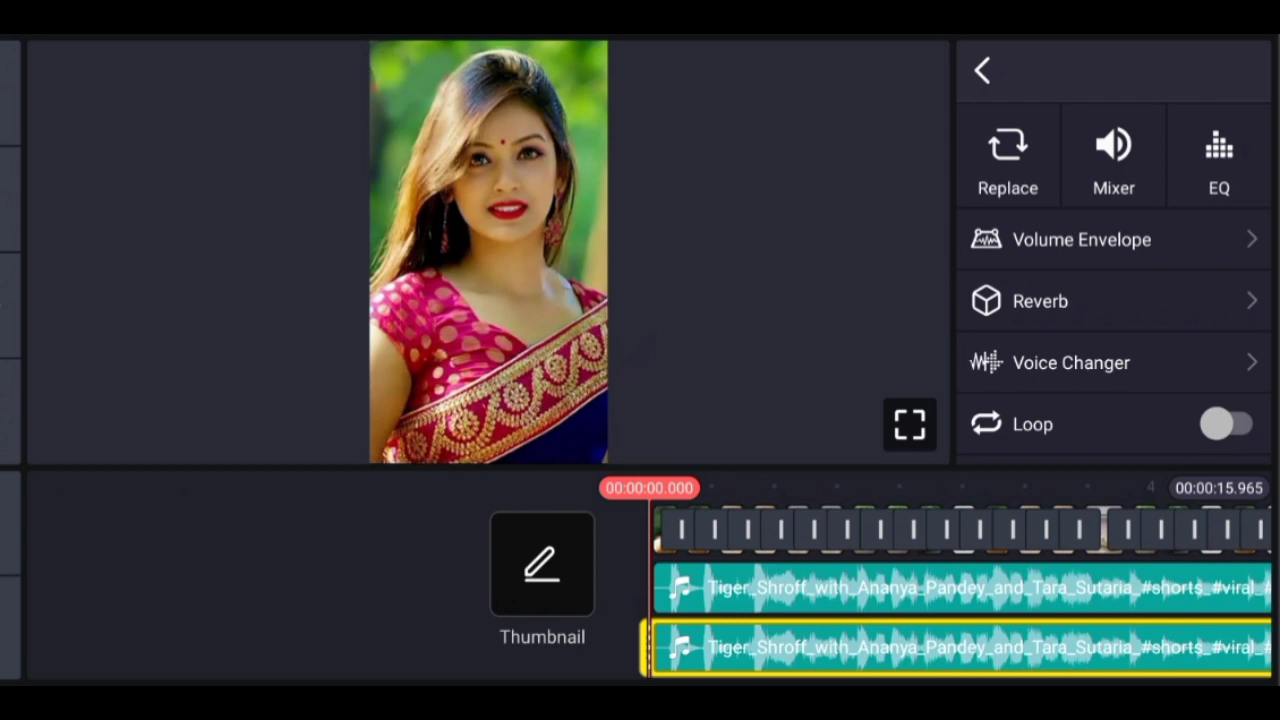 Replace
Mixer
EQ
Volume Envelope
Reverb
Voice Changer
Loop
00:00:00.000
4
00:00:15.965
Thumbnail
Tiger_Shroff_with_Ananya_Pandey_and_Tara_Sutaria_#shorts_#viral_#
Tiger_Shroff_with_Ananya_Pandey_and_Tara_Sutaria_#shorts_#viral_#